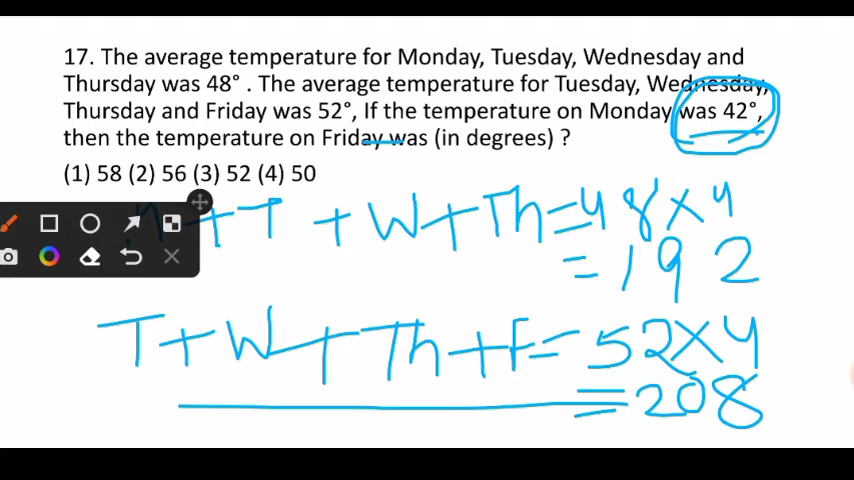 17. The average temperature for Monday, Tuesday, Wednesday and
Thursday was 48° . The average temperature for Tuesday, Wednesday,
Thursday and Friday was 52°, If the temperature on Monday was 42°,
then the temperature on Friday was (in degrees) ?
(1) 58 (2) 56 (3) 52 (4) 50
+ T + W + Th = 48 × 4
= 192
T + W + Th + F = 52 × 4
= 208